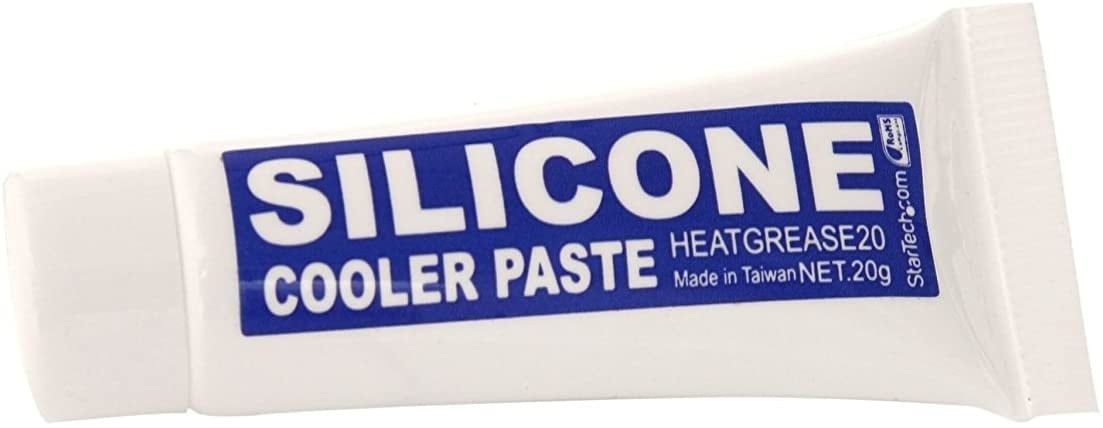 SILICONE
COOLER PASTE
HEATGREASE20
Made in Taiwan NET.20g
StarTech.com
RoHS